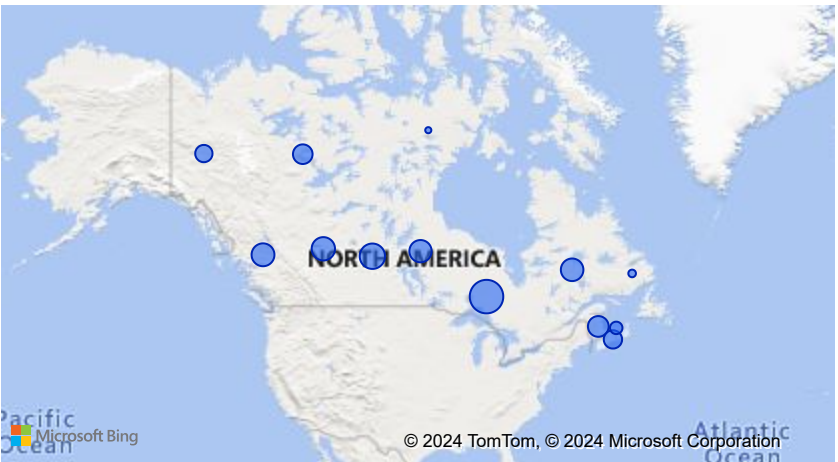 NORTH AMERICA
Pacific
Ocean
Microsoft Bing
© 2024 TomTom, © 2024 Microsoft Corporation
Atlantic
Ocean